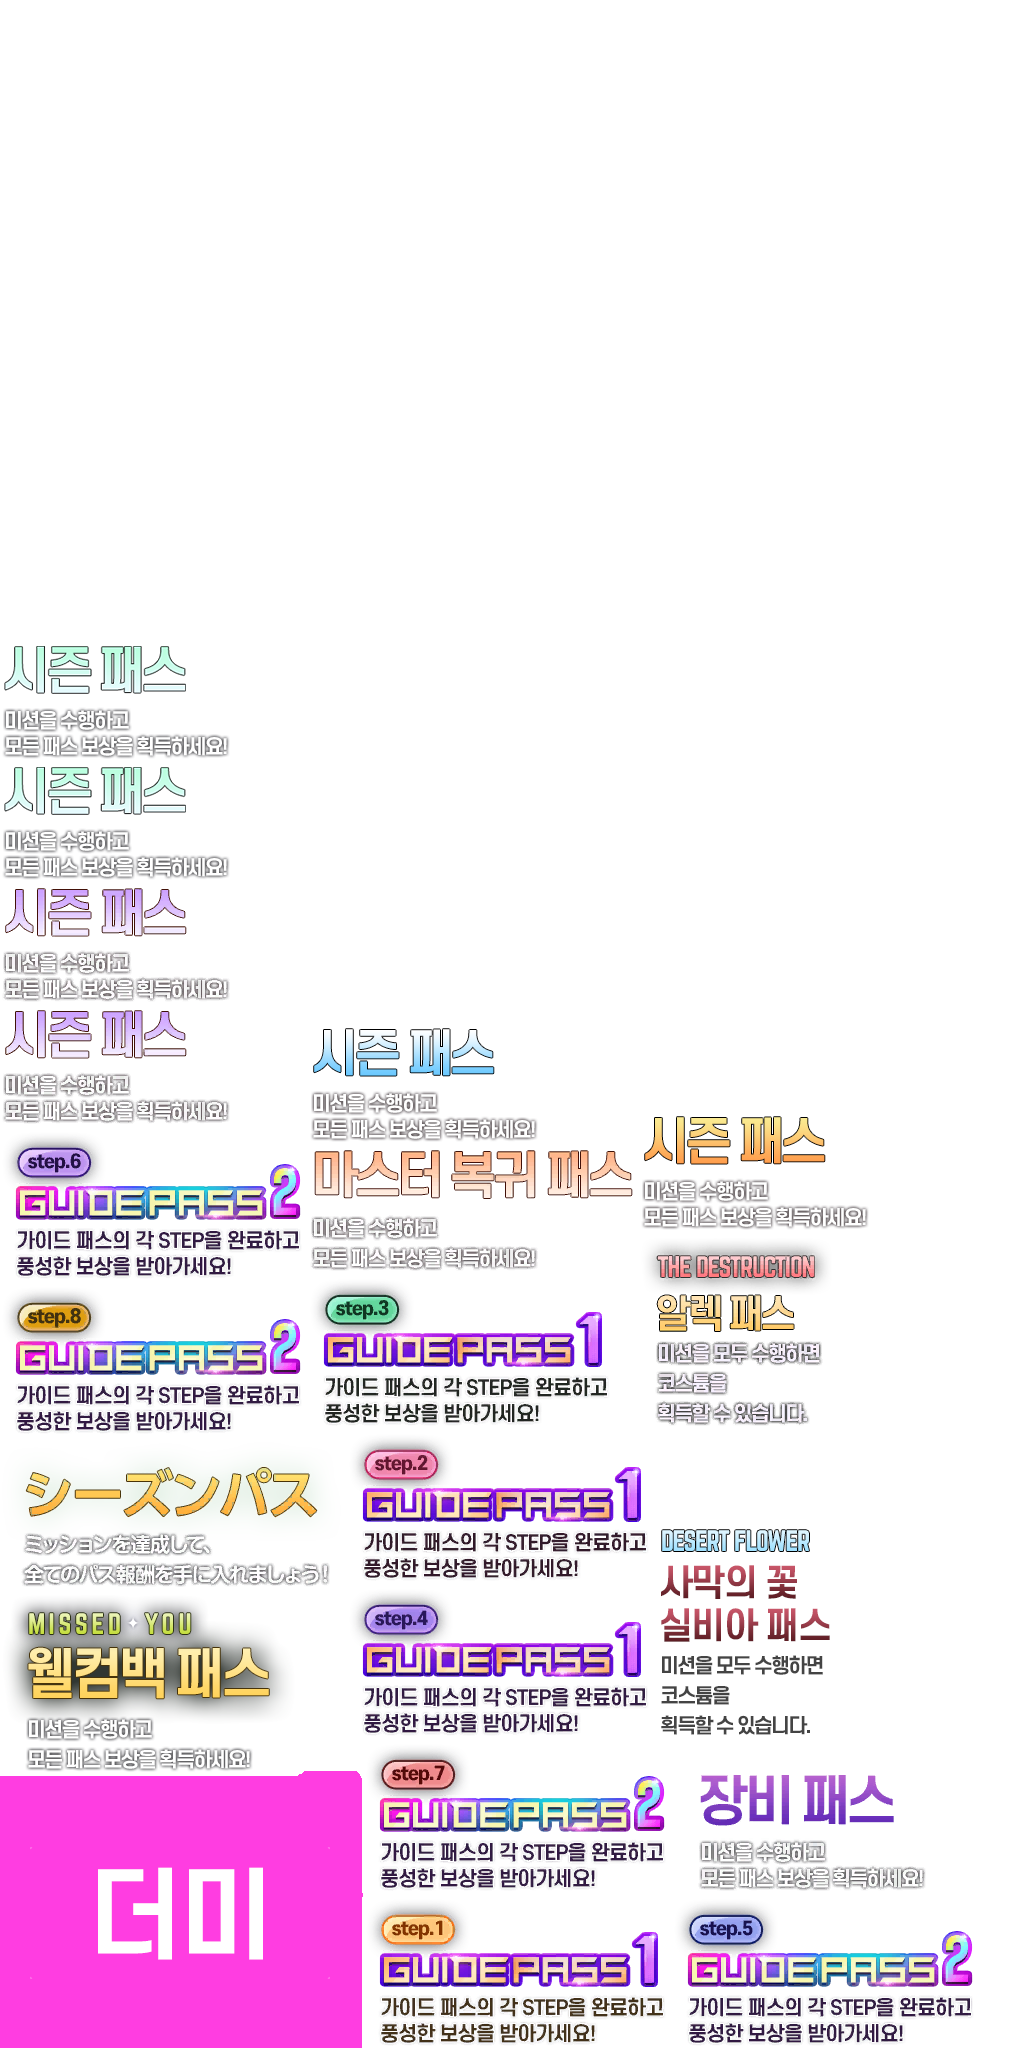 시즌 패스
미션을 수행하고
모든 패스 보상을 획득하세요!
시즌 패스
미션을 수행하고
모든 패스 보상을 획득하세요!
시즌 패스
미션을 수행하고
모든 패스 보상을 획득하세요!
시즌 패스
미션을 수행하고
모든 패스 보상을 획득하세요!
step.6
GUIDEPASS 2
가이드 패스의 각 STEP을 완료하고
풍성한 보상을 받아가세요!
step.8
GUIDEPASS 2
가이드 패스의 각 STEP을 완료하고
풍성한 보상을 받아가세요!
シーズンパス
ミッションを達成して、
全てのパス報酬を手に入れましょう!
MISSED YOU
웰컴백 패스
미션을 수행하고
모든 패스 보상을 획득하세요!
더미
시즌 패스
미션을 수행하고
모든 패스 보상을 획득하세요!
마스터 복귀 패스
미션을 수행하고
모든 패스 보상을 획득하세요!
step.3
GUIDEPASS 1
가이드 패스의 각 STEP을 완료하고
풍성한 보상을 받아가세요!
step.2
GUIDEPASS 1
가이드 패스의 각 STEP을 완료하고
풍성한 보상을 받아가세요!
step.4
GUIDEPASS 1
가이드 패스의 각 STEP을 완료하고
풍성한 보상을 받아가세요!
step.7
GUIDEPASS 2
가이드 패스의 각 STEP을 완료하고
풍성한 보상을 받아가세요!
step.1
GUIDEPASS 1
가이드 패스의 각 STEP을 완료하고
풍성한 보상을 받아가세요!
시즌 패스
미션을 수행하고
모든 패스 보상을 획득하세요!
THE DESTRUCTION
알렉 패스
미션을 모두 수행하면
코스튬을
획득할 수 있습니다.
DESERT FLOWER
사막의 꽃
실비아 패스
미션을 모두 수행하면
코스튬을
획득할 수 있습니다.
장비 패스
미션을 수행하고
모든 패스 보상을 획득하세요!
step.5
GUIDEPASS 2
가이드 패스의 각 STEP을 완료하고
풍성한 보상을 받아가세요!